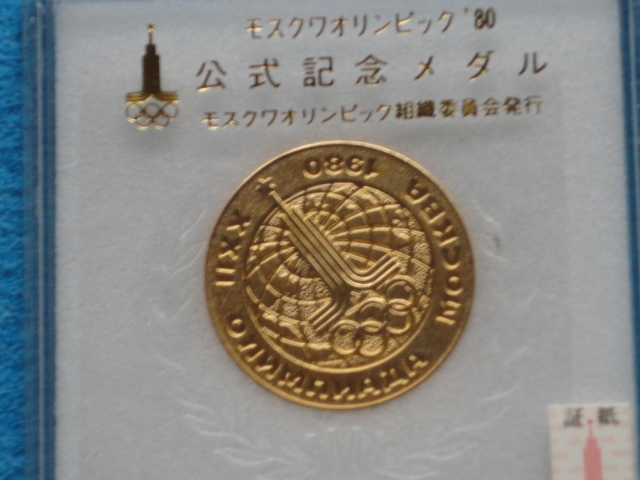 モスクワオリンピック '80
公式記念メダル
モスクワオリンピック組織委員会発行
XXII ОЛИМПИАДА МОСКВА 1980
証紙